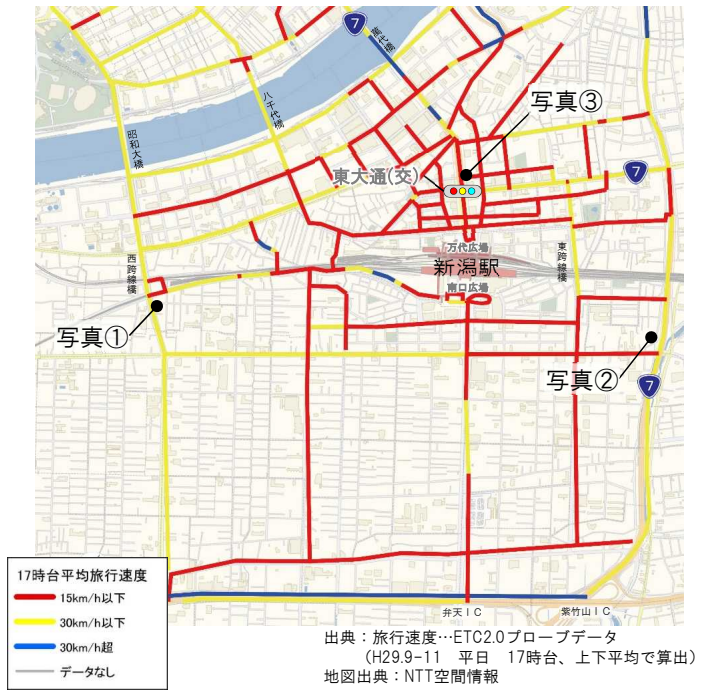 7
萬代橋
八千代橋
昭和大橋
写真③
東大通(交)
7
万代広場
新潟駅
南口広場
西跨線橋
東跨線橋
写真①
写真②
7
17時台平均旅行速度
15km/h以下
30km/h以下
30km/h超
データなし
弁天IC
紫竹山IC
出典：旅行速度…ETC2.0プローブデータ
(H29.9-11 平日 17時台、上下平均で算出)
地図出典：NTT空間情報